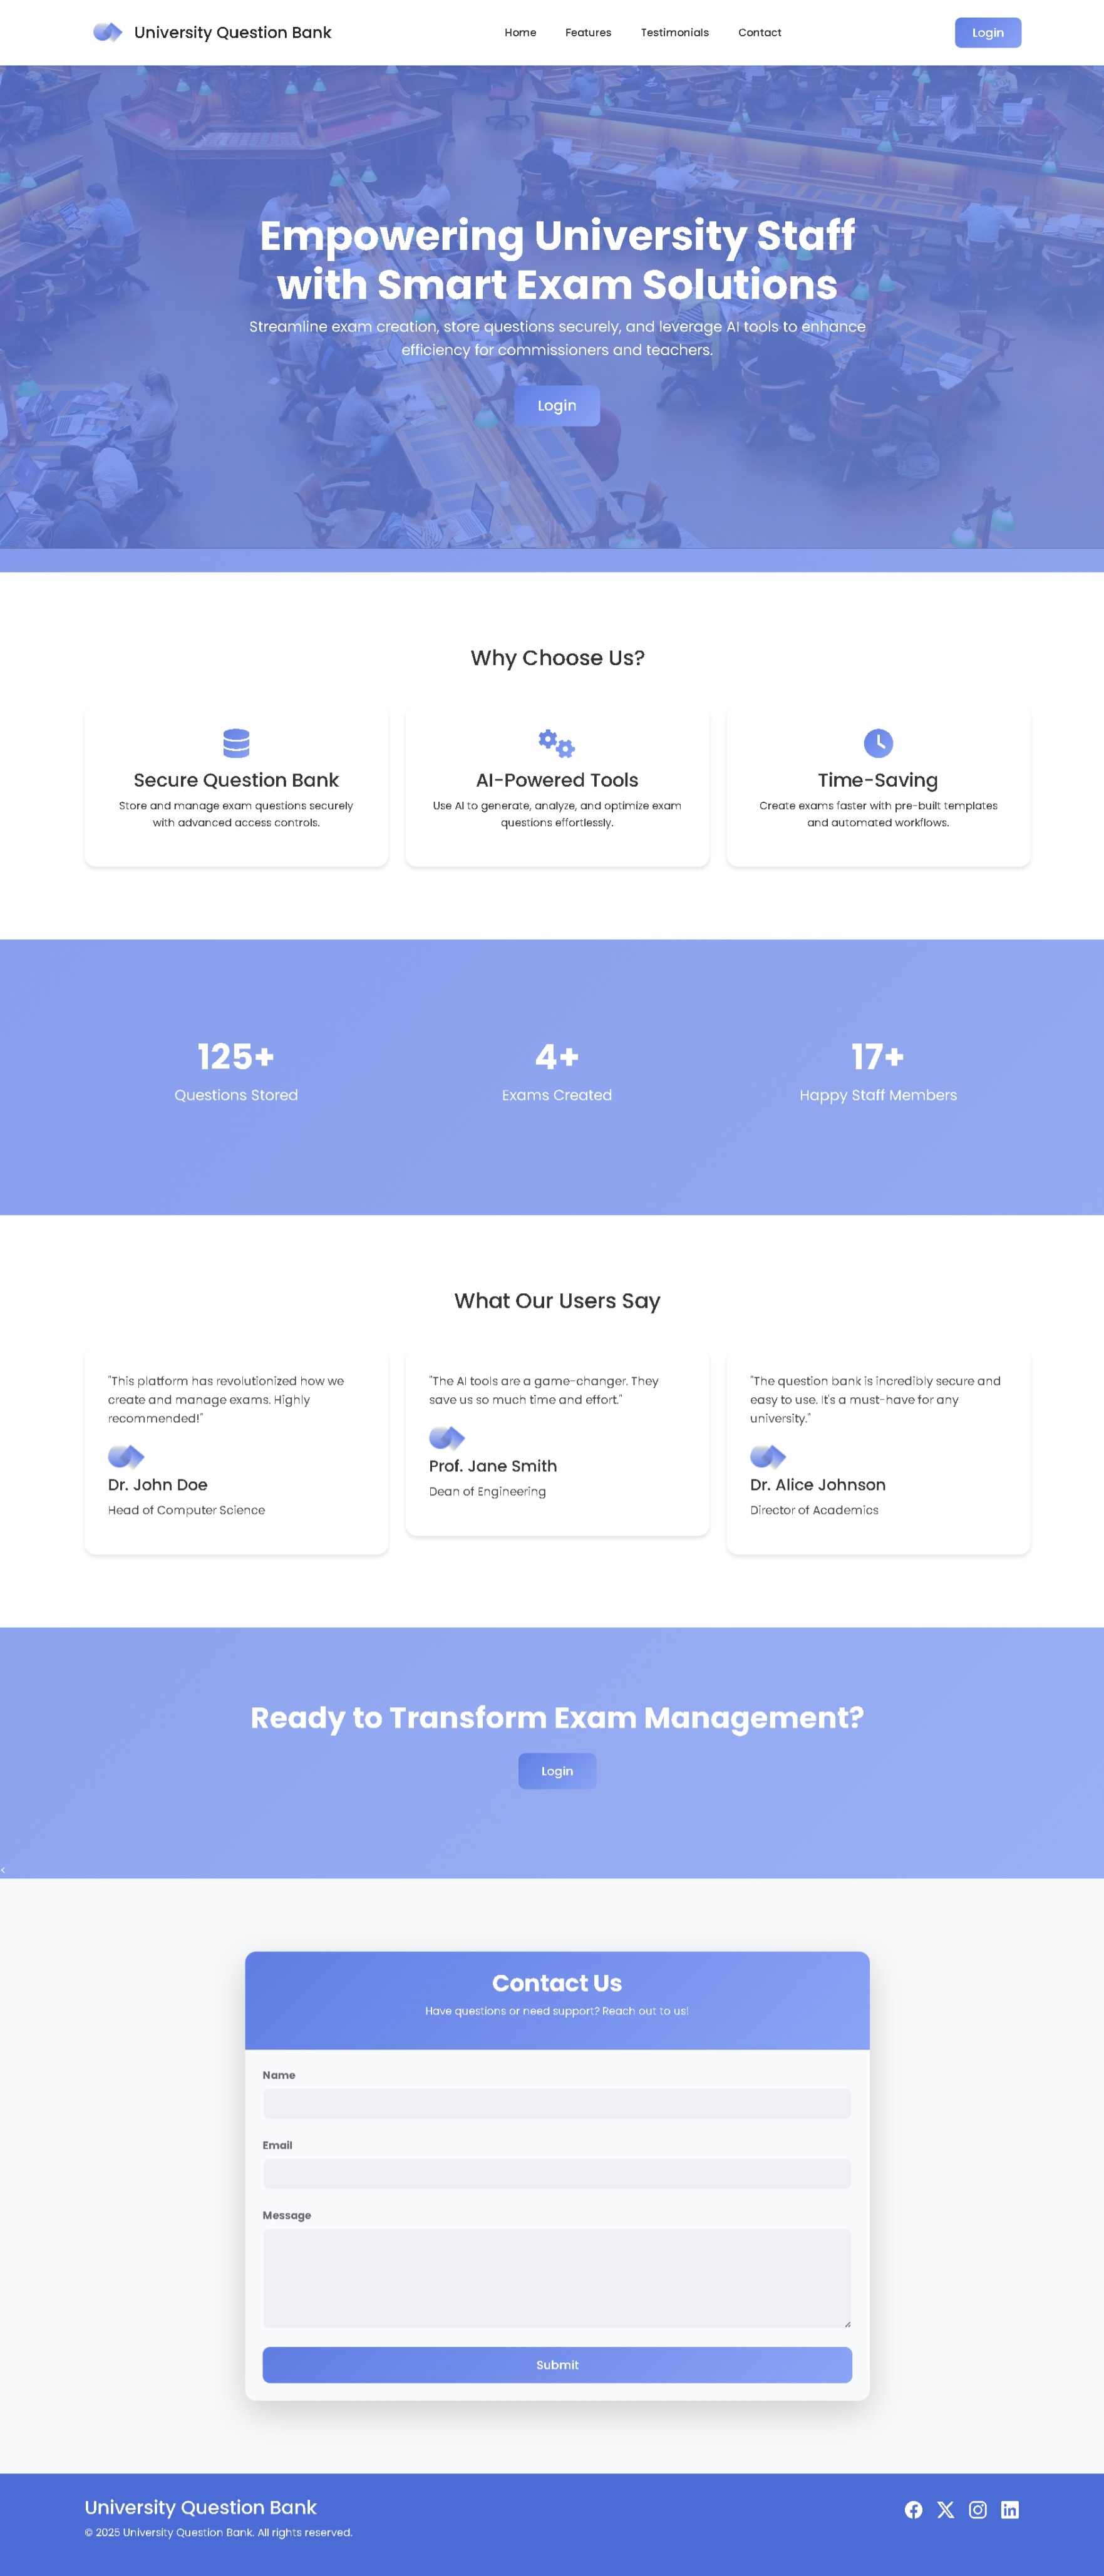 University Question Bank
Home Features Testimonials Contact
Login
Empowering University Staff
with Smart Exam Solutions
Streamline exam creation, store questions securely, and leverage AI tools to enhance
efficiency for commissioners and teachers.
Login
Why Choose Us?
Secure Question Bank
Store and manage exam questions securely
with advanced access controls.
AI-Powered Tools
Use AI to generate, analyze, and optimize exam
questions effortlessly.
Time-Saving
Create exams faster with pre-built templates
and automated workflows.
125+
Questions Stored
4+
Exams Created
17+
Happy Staff Members
What Our Users Say
"This platform has revolutionized how we
create and manage exams. Highly
recommended!"
Dr. John Doe
Head of Computer Science
"The AI tools are a game-changer. They
save us so much time and effort."
Prof. Jane Smith
Dean of Engineering
"The question bank is incredibly secure and
easy to use. It's a must-have for any
university."
Dr. Alice Johnson
Director of Academics
Ready to Transform Exam Management?
Login
<
Contact Us
Have questions or need support? Reach out to us!
Name
Email
Message
Submit
University Question Bank
© 2025 University Question Bank. All rights reserved.